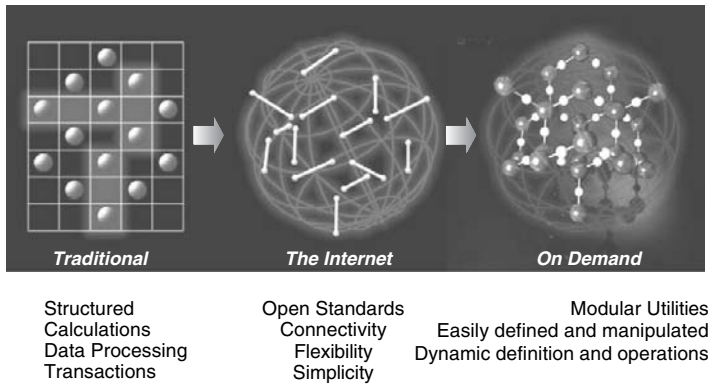 Traditional
The Internet
On Demand
Structured
Calculations
Data Processing
Transactions
Open Standards
Connectivity
Flexibility
Simplicity
Modular Utilities
Easily defined and manipulated
Dynamic definition and operations